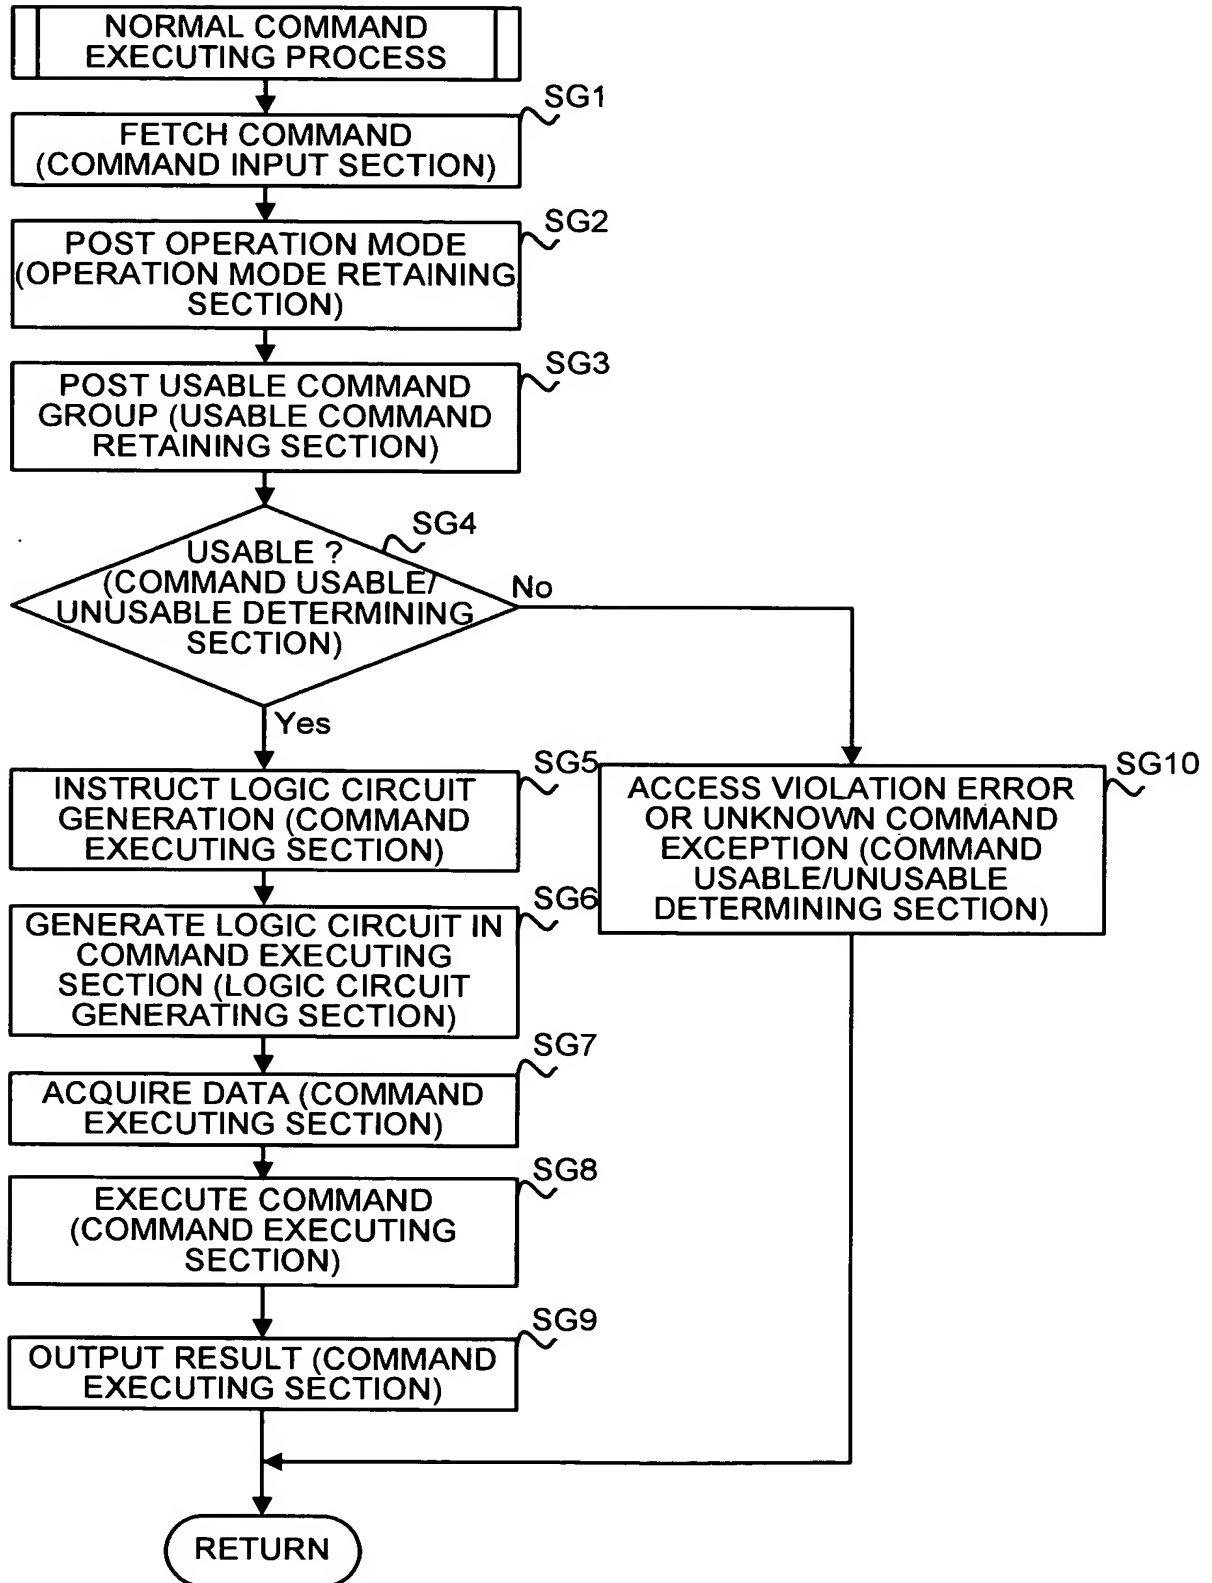 NORMAL COMMAND
EXECUTING PROCESS
SG1
FETCH COMMAND
(COMMAND INPUT SECTION)
SG2
POST OPERATION MODE
(OPERATION MODE RETAINING
SECTION)
SG3
POST USABLE COMMAND
GROUP (USABLE COMMAND
RETAINING SECTION)
SG4
USABLE ?
(COMMAND USABLE/
UNUSABLE DETERMINING
SECTION)
No
Yes
SG5
INSTRUCT LOGIC CIRCUIT
GENERATION (COMMAND
EXECUTING SECTION)
SG10
ACCESS VIOLATION ERROR
OR UNKNOWN COMMAND
EXCEPTION (COMMAND
USABLE/UNUSABLE
DETERMINING SECTION)
SG6
GENERATE LOGIC CIRCUIT IN
COMMAND EXECUTING
SECTION (LOGIC CIRCUIT
GENERATING SECTION)
SG7
ACQUIRE DATA (COMMAND
EXECUTING SECTION)
SG8
EXECUTE COMMAND
(COMMAND EXECUTING
SECTION)
SG9
OUTPUT RESULT (COMMAND
EXECUTING SECTION)
RETURN